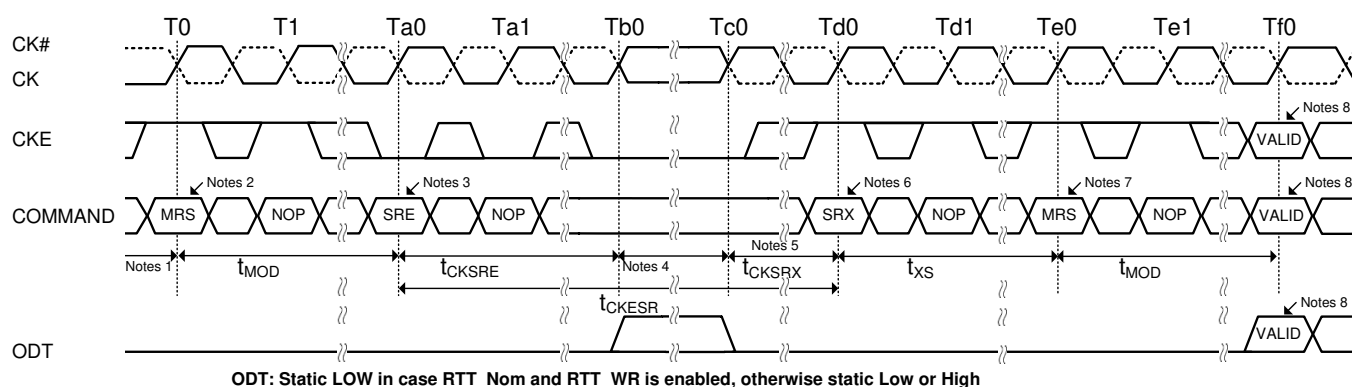 T0 T1 Ta0 Ta1 Tb0 Tc0 Td0 Td1 Te0 Te1 Tf0
CK#
CK
Notes 8
CKE VALID
Notes 2 Notes 3 Notes 6 Notes 7 Notes 8
COMMAND MRS NOP SRE NOP SRX NOP MRS NOP VALID
Notes 1 tMOD tCKSRE Notes 4 Notes 5 tCKSRX tXS tMOD
tCKESR
Notes 8
ODT VALID
ODT: Static LOW in case RTT_Nom and RTT_WR is enabled, otherwise static Low or High